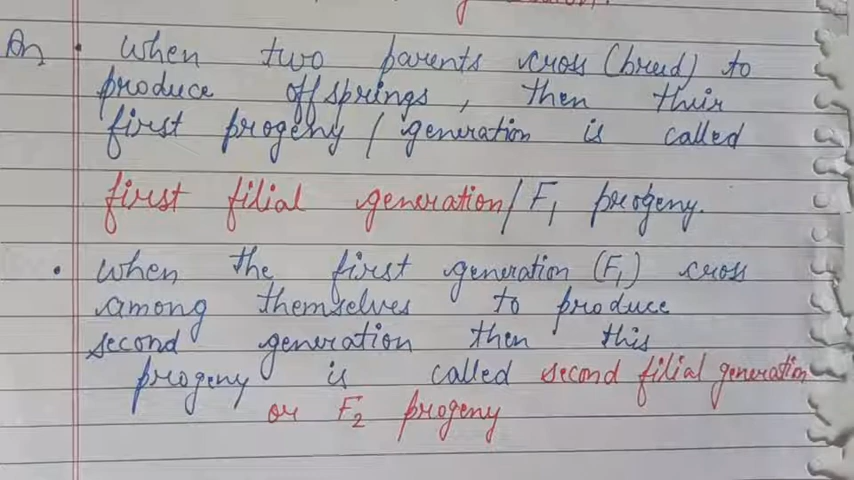 An • when two parents cross (breed) to
produce offsprings, then their
first progeny / generation is called
first filial generation / F₁ progeny.
• when the first generation (F₁) cross
among themselves to produce
second generation then this
progeny is called second filial generation
or F₂ progeny